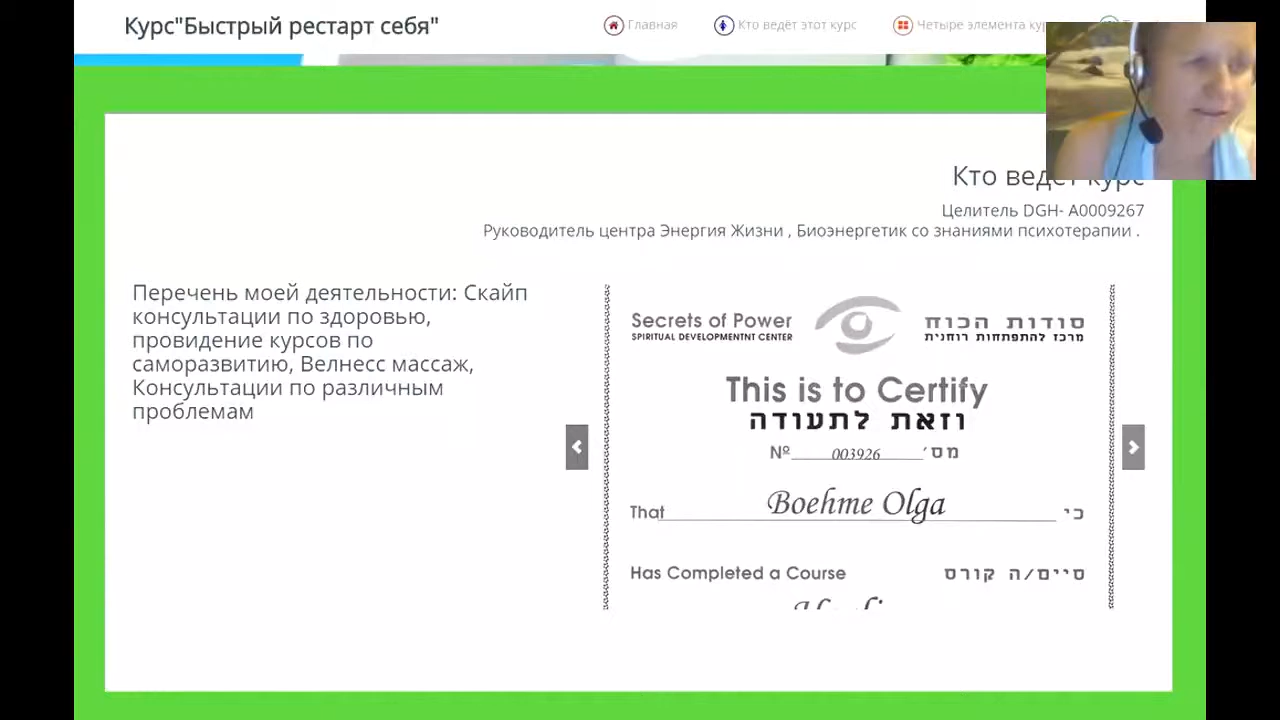 Курс"Быстрый рестарт себя"
Главная
Кто ведёт этот курс
Четыре элемента
Кто ведёт курс
Целитель DGH- A0009267
Руководитель центра Энергия Жизни , Биоэнергетик со знаниями психотерапии .
Перечень моей деятельности: Скайп
консультации по здоровью,
провидение курсов по
саморазвитию, Велнесс массаж,
Консультации по различным
проблемам
Secrets of Power
סודות הכוח
SPIRITUAL DEVELOPMENTNT CENTER
מרכז להתפתחות רוחנית
This is to Certify
וזאת לתעודה
№ 003926 מס׳
That Boehme Olga כי
Has Completed a Course סיים/ה קורס